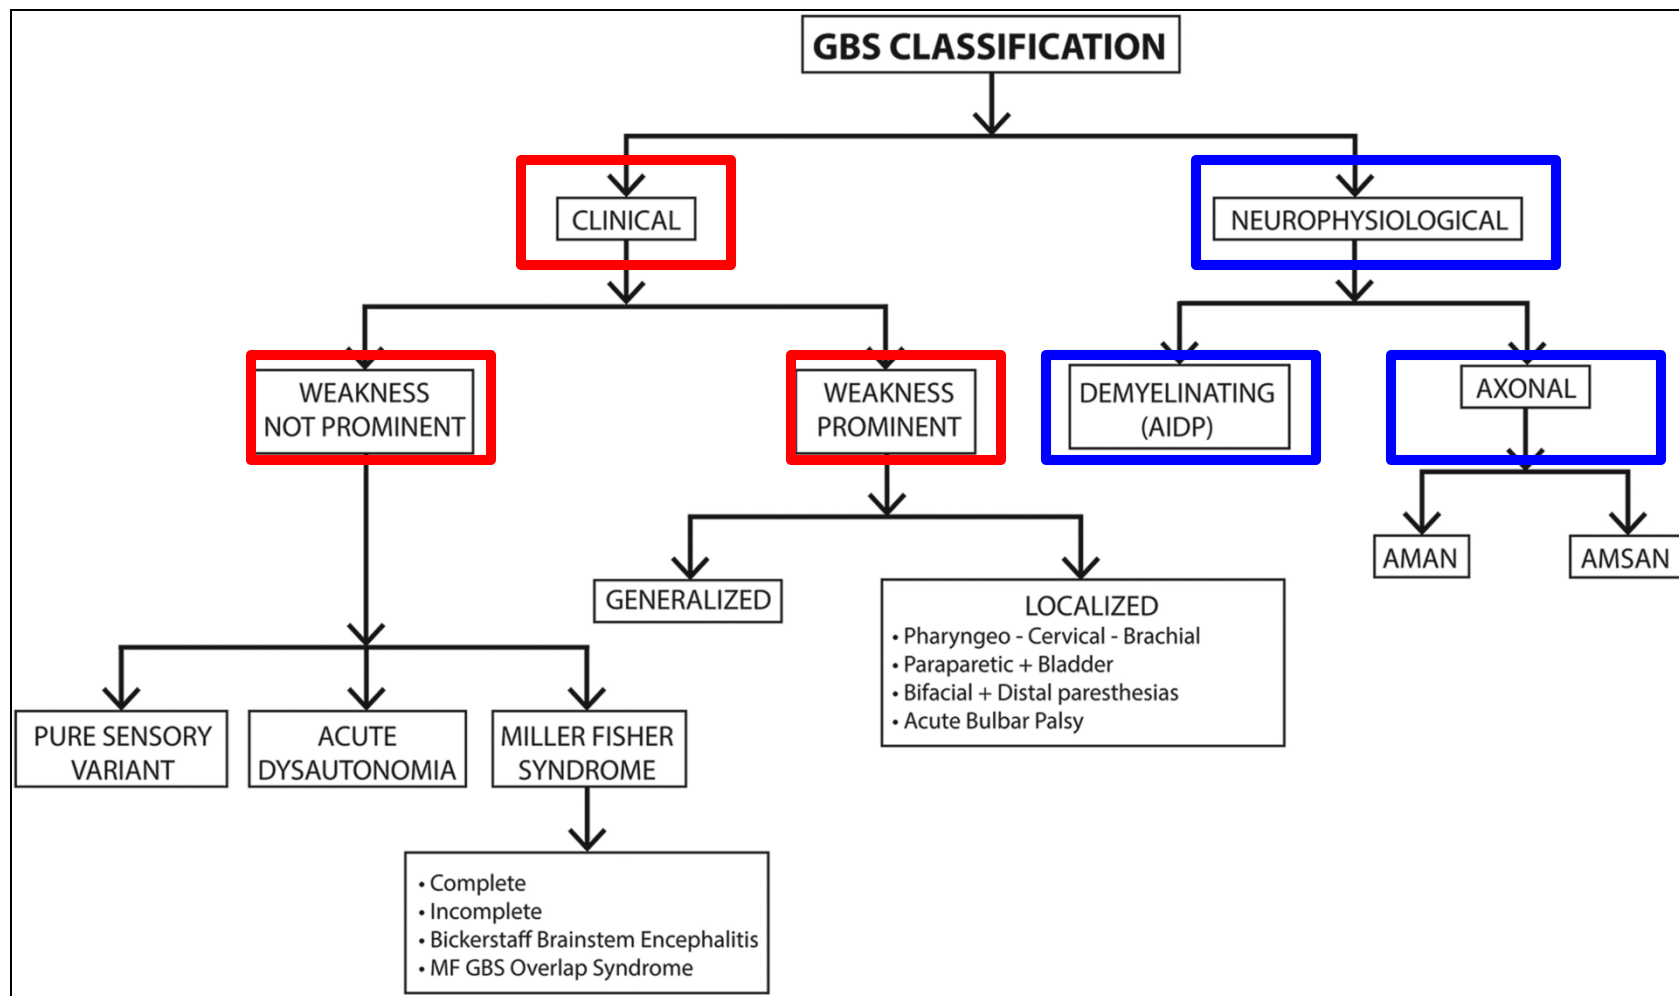 GBS CLASSIFICATION
CLINICAL
NEUROPHYSIOLOGICAL
WEAKNESS
NOT PROMINENT
WEAKNESS
PROMINENT
DEMYELINATING
(AIDP)
AXONAL
GENERALIZED
LOCALIZED
• Pharyngeo - Cervical - Brachial
• Paraparetic + Bladder
• Bifacial + Distal paresthesias
• Acute Bulbar Palsy
AMAN
AMSAN
PURE SENSORY
VARIANT
ACUTE
DYSAUTONOMIA
MILLER FISHER
SYNDROME
• Complete
• Incomplete
• Bickerstaff Brainstem Encephalitis
• MF GBS Overlap Syndrome